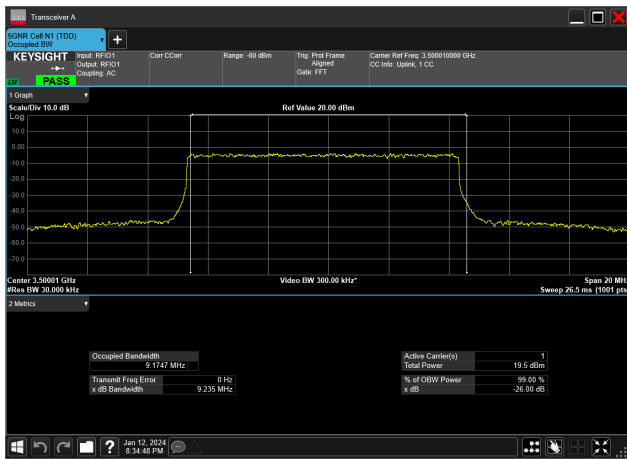 Transceiver A
5GNR Cell N1 (TDD)
Occupied BW
+
KEYSIGHT
LXI PASS
Input: RFIO1
Output: RFIO1
Coupling: AC
Corr CCorr
Range: -60 dBm
Trig: Prot Frame
Aligned
Gate: FFT
Carrier Ref Freq: 3.500010000 GHz
CC Info: Uplink, 1 CC
1 Graph
Scale/Div 10.0 dB
Ref Value 20.00 dBm
Log
10.0
0.00
-10.0
-20.0
-30.0
-40.0
-50.0
-60.0
-70.0
Center 3.50001 GHz
Video BW 300.00 kHz*
Span 20 MH
#Res BW 30.000 kHz
Sweep 26.5 ms (1001 pts
2 Metrics
Occupied Bandwidth
9.1747 MHz
Transmit Freq Error 0 Hz
x dB Bandwidth 9.235 MHz
Active Carrier(s) 1
Total Power 19.5 dBm
% of OBW Power 99.00 %
x dB -26.00 dB
?
Jan 12, 2024
8:34:48 PM